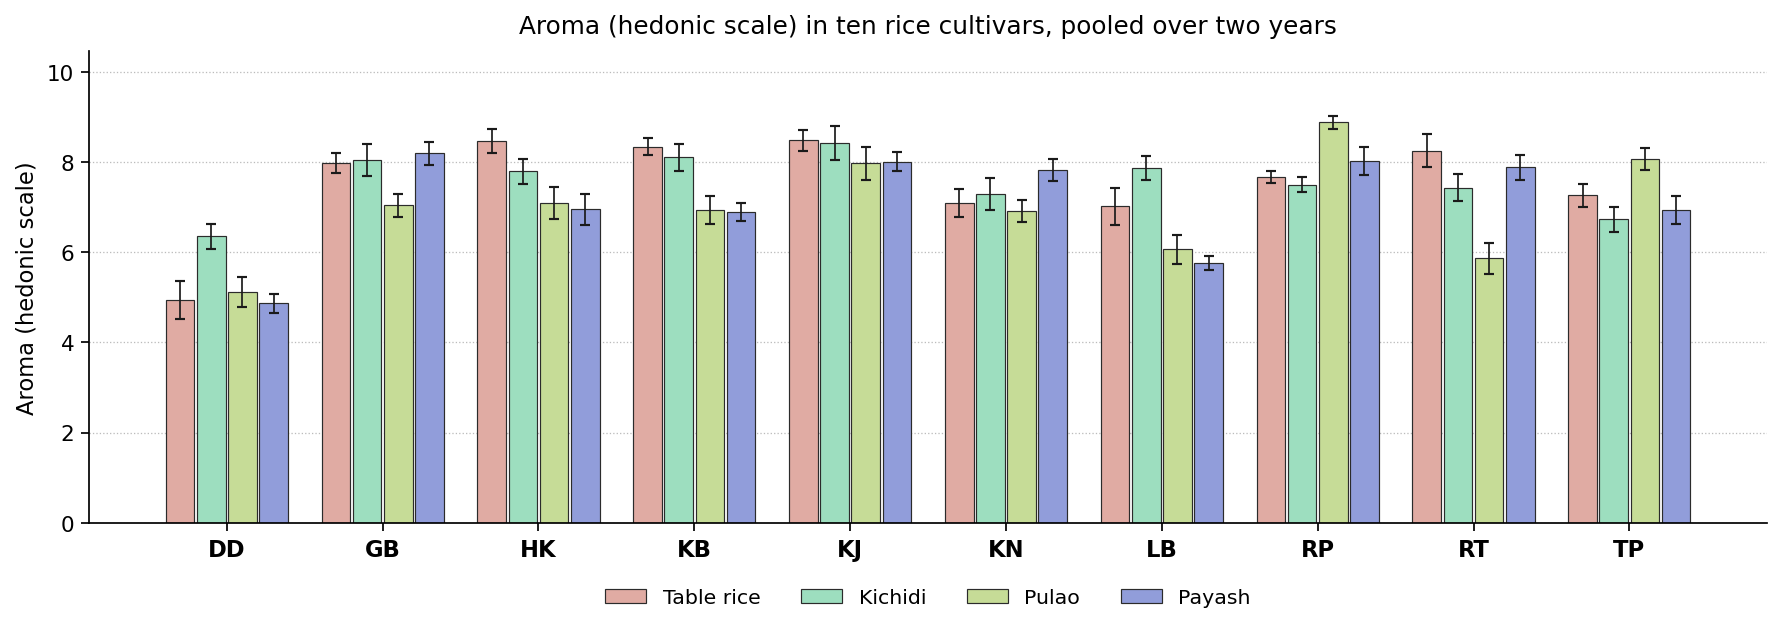 Aroma (hedonic scale) in ten rice cultivars, pooled over two years
Aroma (hedonic scale)
10
8
6
4
2
0
DD GB HK KB KJ KN LB RP RT TP
Table rice Kichidi Pulao Payash